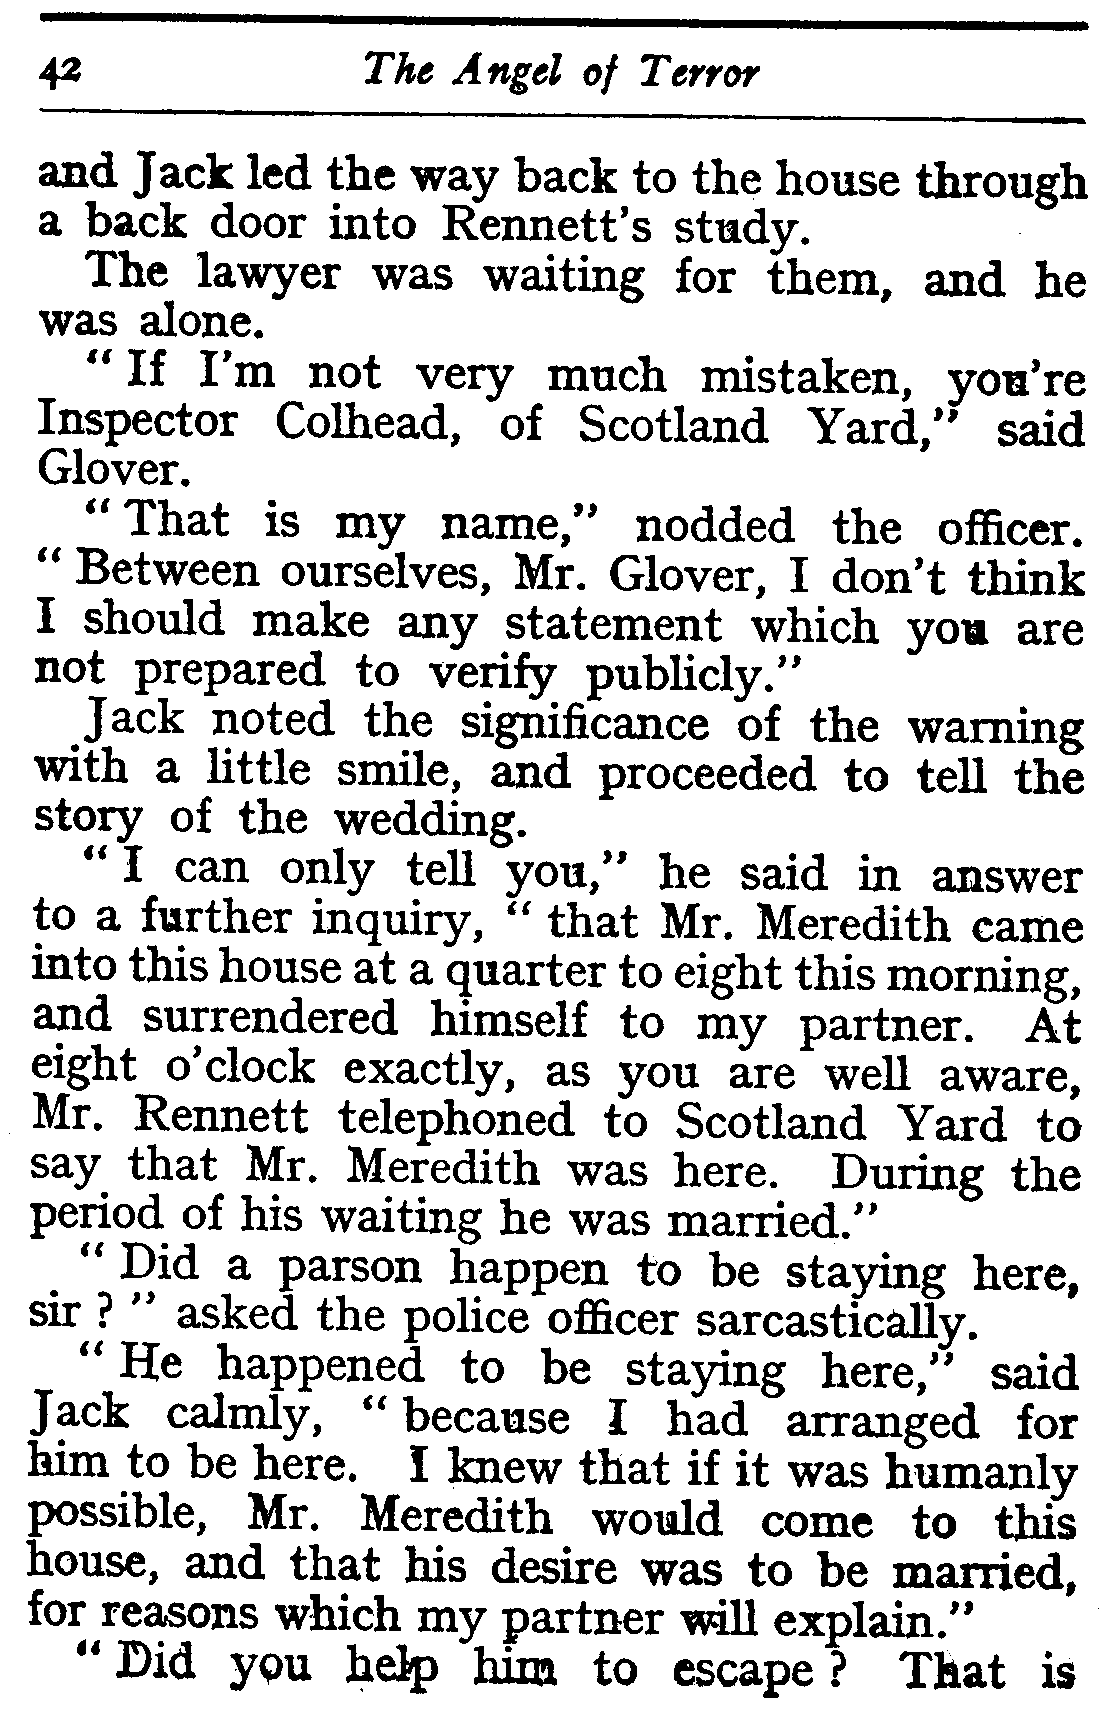 42 The Angel of Terror
and Jack led the way back to the house through
a back door into Rennett's study.
The lawyer was waiting for them, and he
was alone.
“ If I'm not very much mistaken, you're
Inspector Colhead, of Scotland Yard,” said
Glover.
“ That is my name,” nodded the officer.
“ Between ourselves, Mr. Glover, I don't think
I should make any statement which you are
not prepared to verify publicly.”
Jack noted the significance of the warning
with a little smile, and proceeded to tell the
story of the wedding.
“ I can only tell you,” he said in answer
to a further inquiry, “ that Mr. Meredith came
into this house at a quarter to eight this morning,
and surrendered himself to my partner. At
eight o'clock exactly, as you are well aware,
Mr. Rennett telephoned to Scotland Yard to
say that Mr. Meredith was here. During the
period of his waiting he was married.”
“ Did a parson happen to be staying here,
sir ? ” asked the police officer sarcastically.
“ He happened to be staying here,” said
Jack calmly, “ because I had arranged for
him to be here. I knew that if it was humanly
possible, Mr. Meredith would come to this
house, and that his desire was to be married,
for reasons which my partner will explain.”
“ Did you help him to escape ? That is